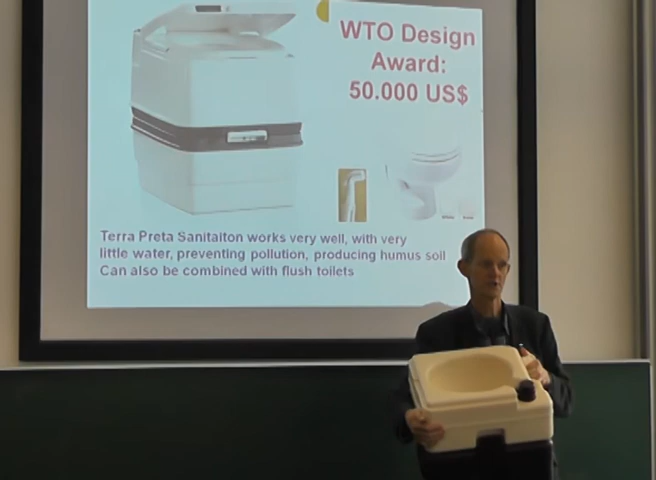 WTO Design
Award:
50.000 US$
Terra Preta Sanitaiton works very well, with very
little water, preventing pollution, producing humus soil
Can also be combined with flush toilets